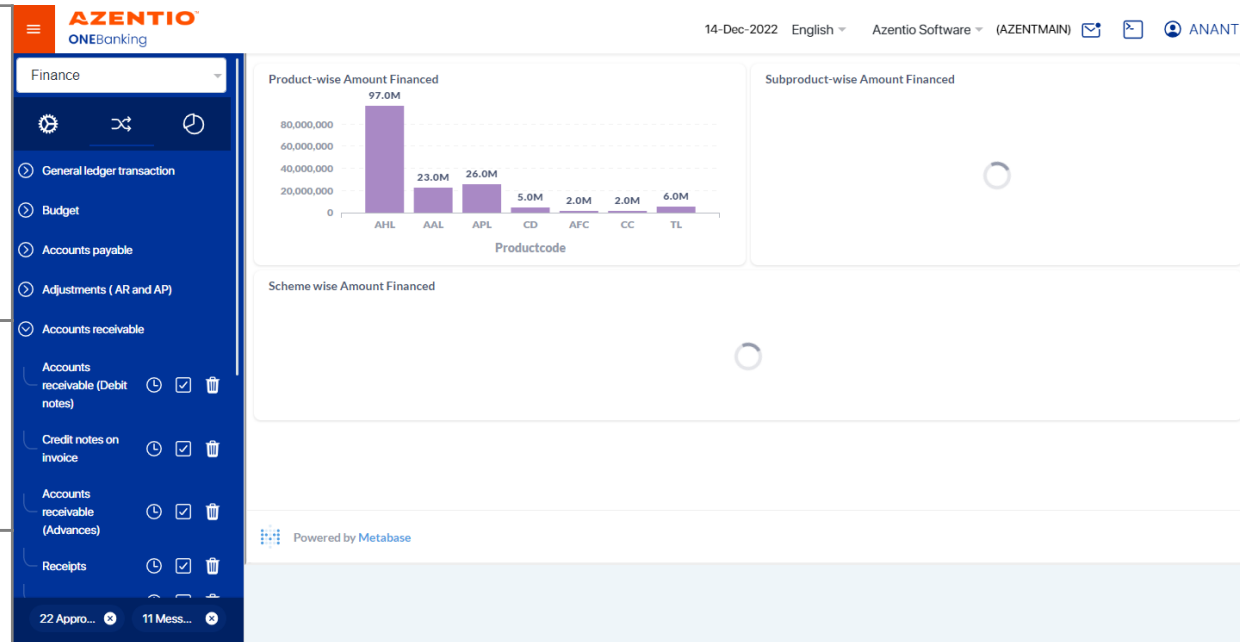 AZENTIO™
ONEBanking
14-Dec-2022 English Azentio Software (AZENTMAIN) ANANT
Finance
General ledger transaction
Budget
Accounts payable
Adjustments ( AR and AP)
Accounts receivable
Accounts
receivable (Debit
notes)
Credit notes on
invoice
Accounts
receivable
(Advances)
Receipts
22 Appro...
11 Mess...
Product-wise Amount Financed
97.0M
80,000,000
60,000,000
40,000,000
20,000,000
0
23.0M
26.0M
5.0M
2.0M
2.0M
6.0M
AHL AAL APL CD AFC CC TL
Productcode
Subproduct-wise Amount Financed
Scheme wise Amount Financed
Powered by Metabase